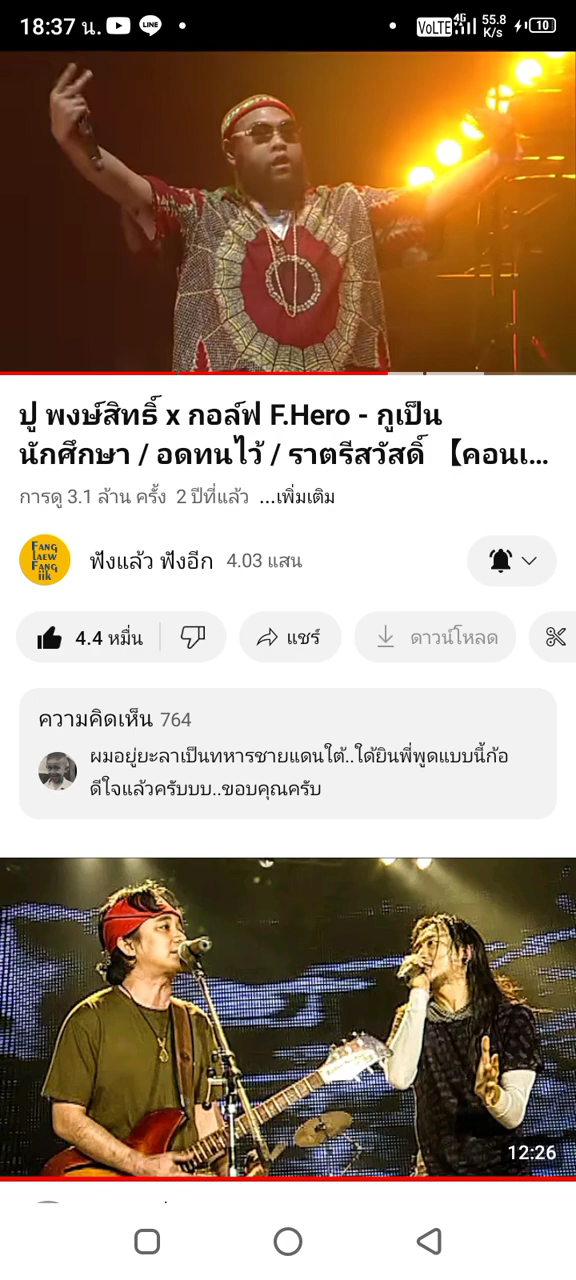 18:37 น. LINE VoLTE 4G 55.8 K/s 10
ปู พงษ์สิทธิ์ x กอล์ฟ F.Hero - กูเป็น
นักศึกษา / อดทนไว้ / ราตรีสวัสดิ์ 【คอนเ...
การดู 3.1 ล้าน ครั้ง 2 ปีที่แล้ว ...เพิ่มเติม
FANG
LAEW
FANG
iik
ฟังแล้ว ฟังอีก 4.03 แสน
4.4 หมื่น แชร์ ดาวน์โหลด
ความคิดเห็น 764
ผมอยู่ยะลาเป็นทหารชายแดนใต้..ใด้ยินพี่พูดแบบนี้ก้อ
ดีใจแล้วครับบบ..ขอบคุณครับ
12:26